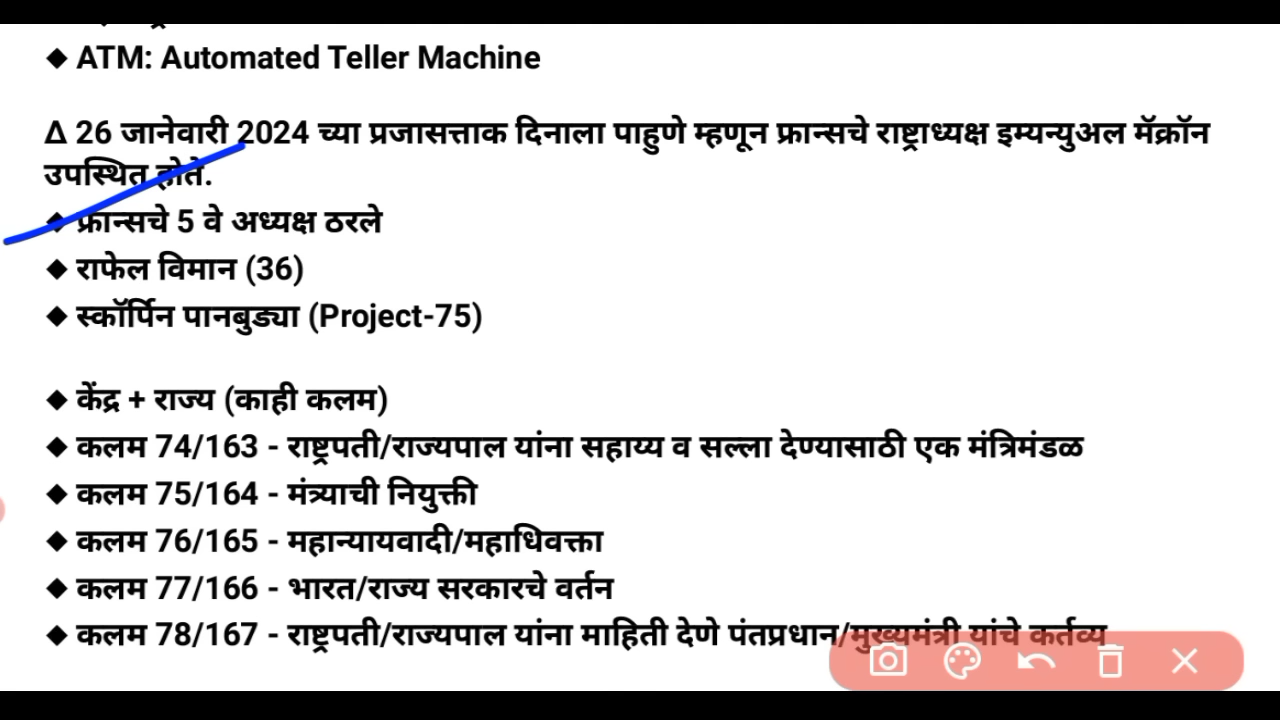 ◆ ATM: Automated Teller Machine
Δ 26 जानेवारी 2024 च्या प्रजासत्ताक दिनाला पाहुणे म्हणून फ्रान्सचे राष्ट्राध्यक्ष इम्यन्युअल मॅक्रॉन
उपस्थित होते.
◆ फ्रान्सचे 5 वे अध्यक्ष ठरले
◆ राफेल विमान (36)
◆ स्कॉर्पिन पानबुड्या (Project-75)
◆ केंद्र + राज्य (काही कलम)
◆ कलम 74/163 - राष्ट्रपती/राज्यपाल यांना सहाय्य व सल्ला देण्यासाठी एक मंत्रिमंडळ
◆ कलम 75/164 - मंत्र्याची नियुक्ती
◆ कलम 76/165 - महान्यायवादी/महाधिवक्ता
◆ कलम 77/166 - भारत/राज्य सरकारचे वर्तन
◆ कलम 78/167 - राष्ट्रपती/राज्यपाल यांना माहिती देणे पंतप्रधान/मुख्यमंत्री यांचे कर्तव्य